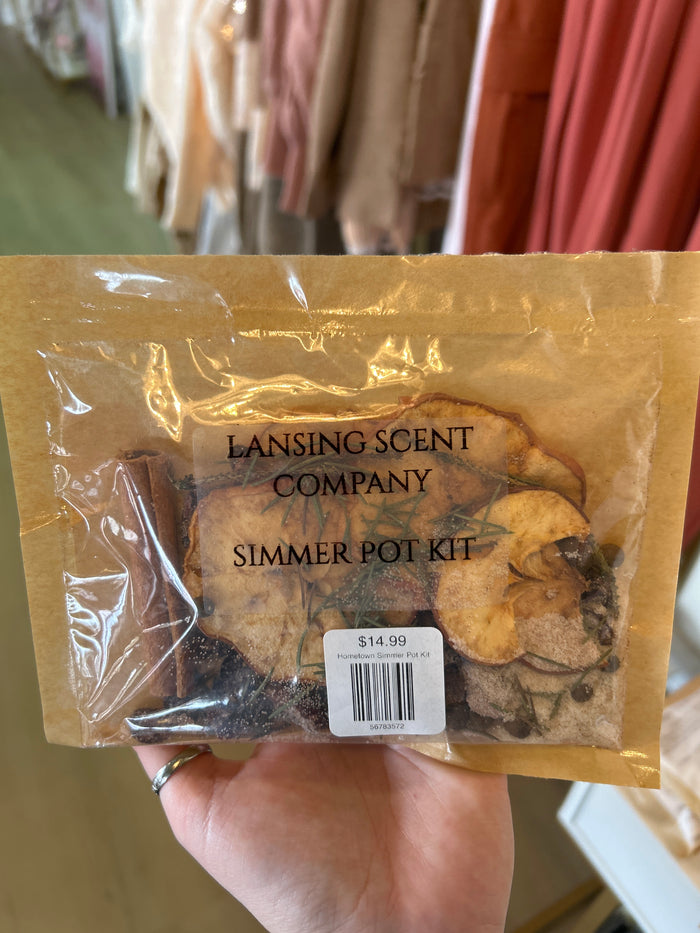 LANSING SCENT
COMPANY
SIMMER POT KIT
$14.99
Hometown Simmer Pot Kit
56783572